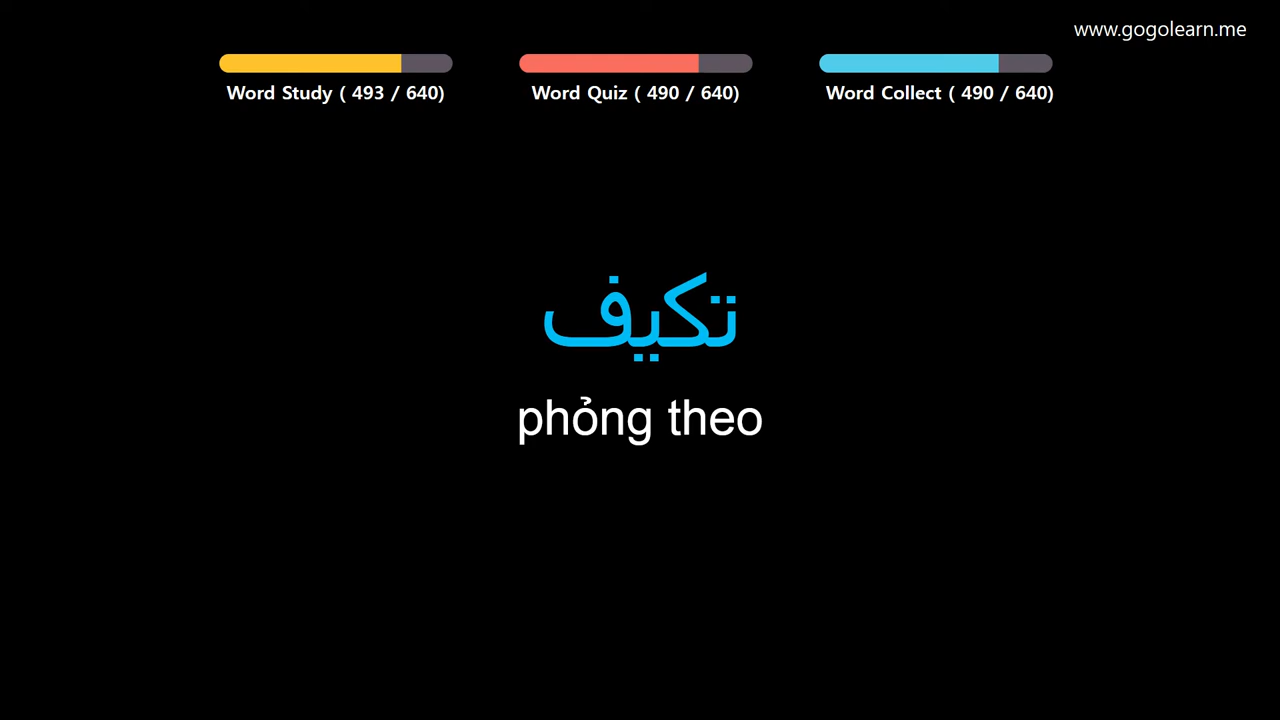 www.gogolearn.me
Word Study ( 493 / 640)
Word Quiz ( 490 / 640)
Word Collect ( 490 / 640)
تكيف
phỏng theo